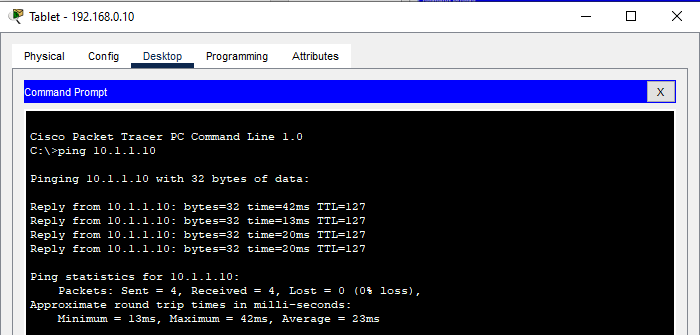 Tablet - 192.168.0.10
Physical Config Desktop Programming Attributes
Command Prompt X
Cisco Packet Tracer PC Command Line 1.0
C:\>ping 10.1.1.10
Pinging 10.1.1.10 with 32 bytes of data:
Reply from 10.1.1.10: bytes=32 time=42ms TTL=127
Reply from 10.1.1.10: bytes=32 time=13ms TTL=127
Reply from 10.1.1.10: bytes=32 time=20ms TTL=127
Reply from 10.1.1.10: bytes=32 time=20ms TTL=127
Ping statistics for 10.1.1.10:
Packets: Sent = 4, Received = 4, Lost = 0 (0% loss),
Approximate round trip times in milli-seconds:
Minimum = 13ms, Maximum = 42ms, Average = 23ms